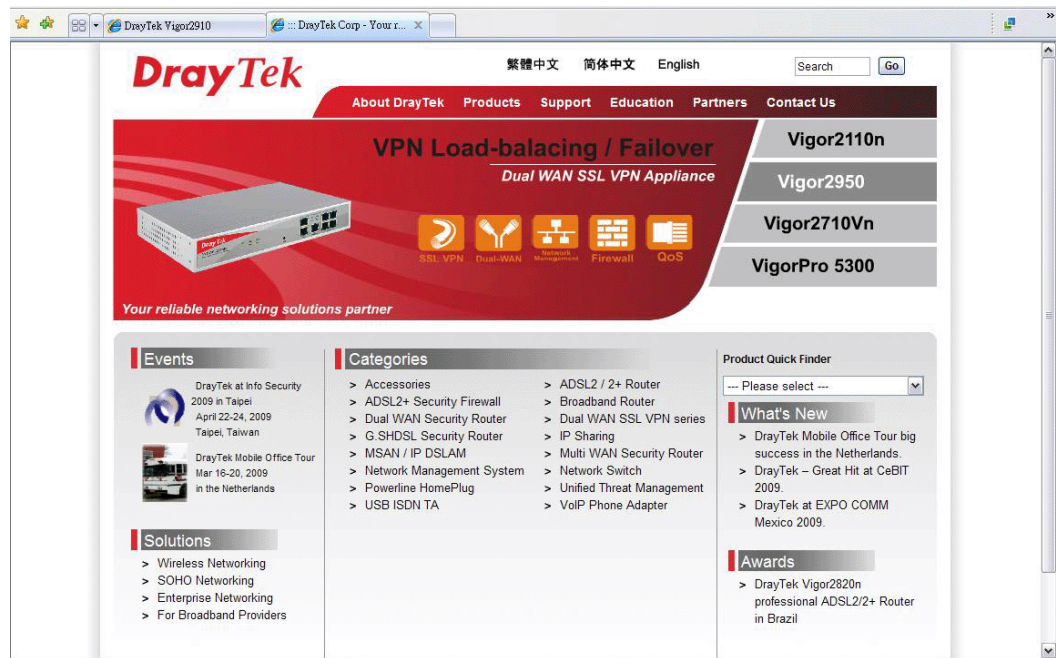 DrayTek Vigor2910
::: DrayTek Corp - Your r...
DrayTek
繁體中文 简体中文 English
Search Go
About DrayTek Products Support Education Partners Contact Us
VPN Load-balacing / Failover
Dual WAN SSL VPN Appliance
SSL VPN
Dual-WAN
Network Management
Firewall
QoS
Dray Tek
Your reliable networking solutions partner
Vigor2110n
Vigor2950
Vigor2710Vn
VigorPro 5300
Events
DrayTek at Info Security
2009 in Taipei
April 22-24, 2009
Taipei, Taiwan
DrayTek Mobile Office Tour
Mar 16-20, 2009
in the Netherlands
Solutions
> Wireless Networking
> SOHO Networking
> Enterprise Networking
> For Broadband Providers
Categories
> Accessories
> ADSL2+ Security Firewall
> Dual WAN Security Router
> G.SHDSL Security Router
> MSAN / IP DSLAM
> Network Management System
> Powerline HomePlug
> USB ISDN TA
> ADSL2 / 2+ Router
> Broadband Router
> Dual WAN SSL VPN series
> IP Sharing
> Multi WAN Security Router
> Network Switch
> Unified Threat Management
> VoIP Phone Adapter
Product Quick Finder
--- Please select ---
What's New
> DrayTek Mobile Office Tour big
success in the Netherlands.
> DrayTek – Great Hit at CeBIT
2009.
> DrayTek at EXPO COMM
Mexico 2009.
Awards
> DrayTek Vigor2820n
professional ADSL2/2+ Router
in Brazil